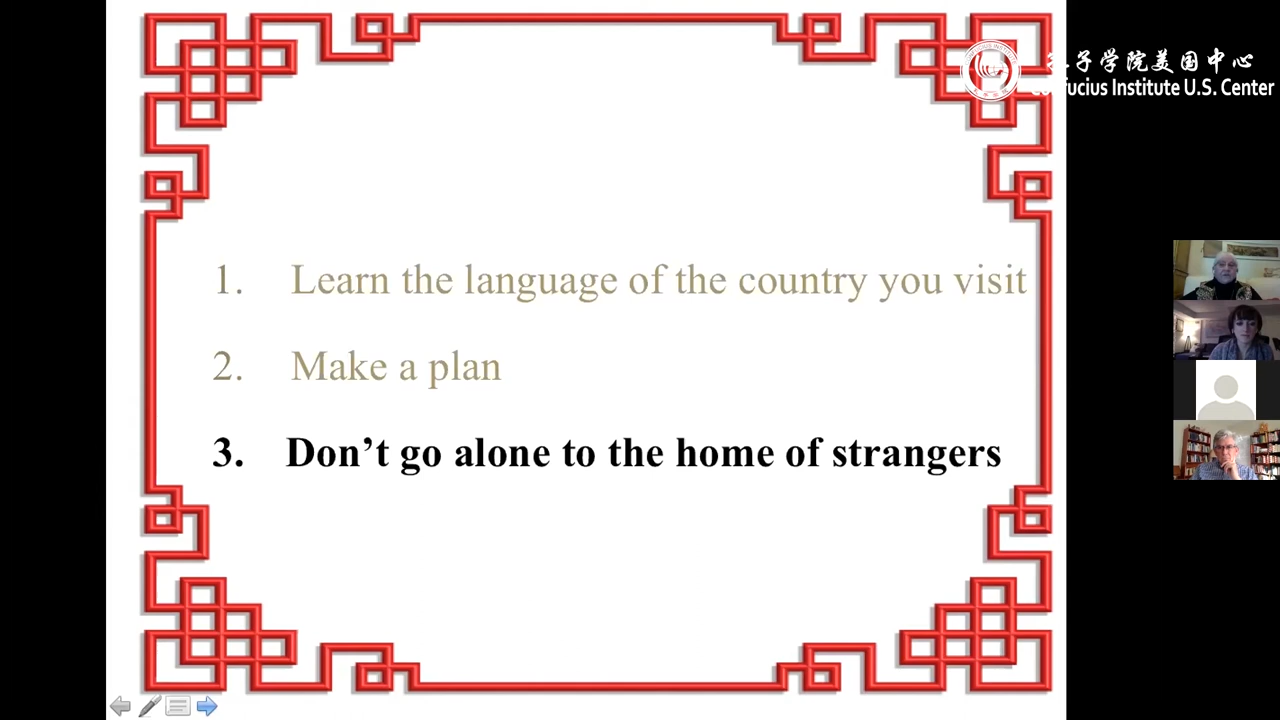 孔子学院美国中心
Confucius Institute U.S. Center
1. Learn the language of the country you visit
2. Make a plan
3. Don’t go alone to the home of strangers